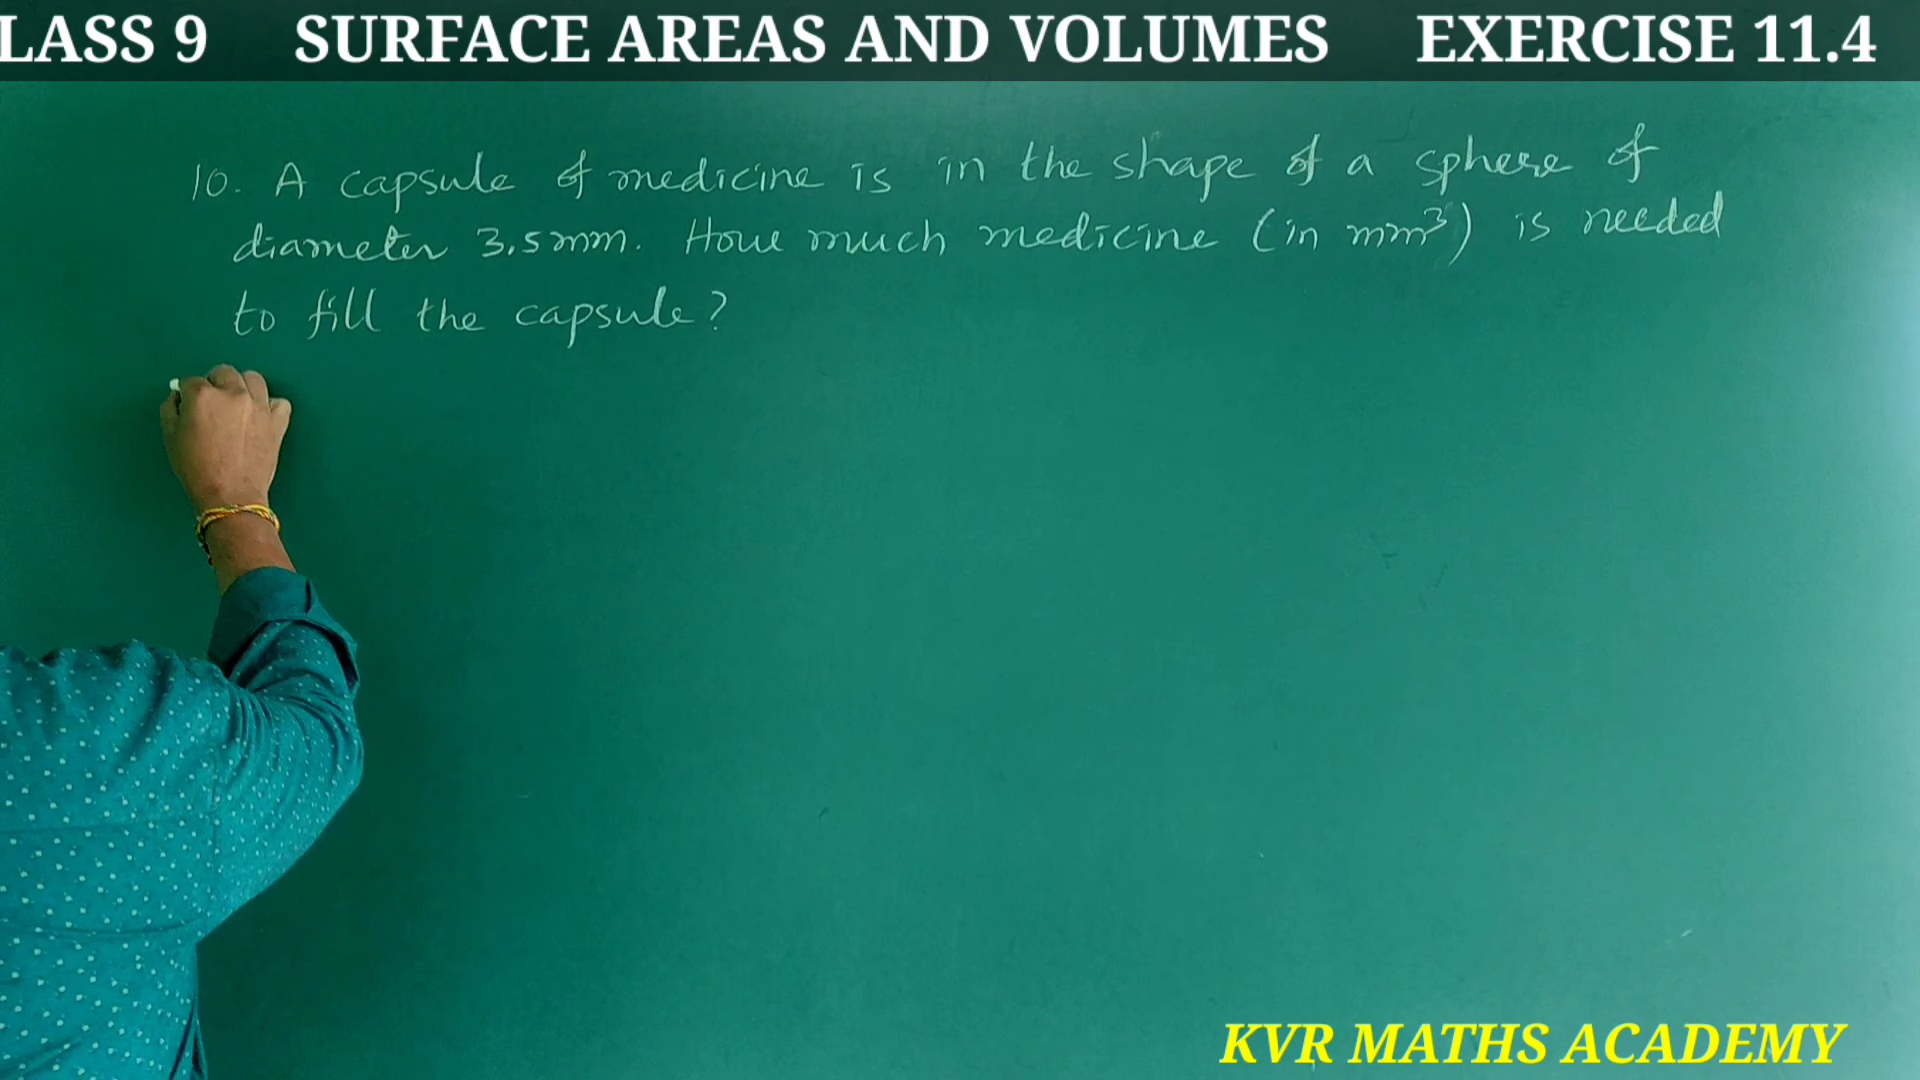 LASS 9 SURFACE AREAS AND VOLUMES EXERCISE 11.4
10. A capsule of medicine is in the shape of a sphere of
diameter 3.5mm. How much medicine (in mm³) is needed
to fill the capsule?
KVR MATHS ACADEMY